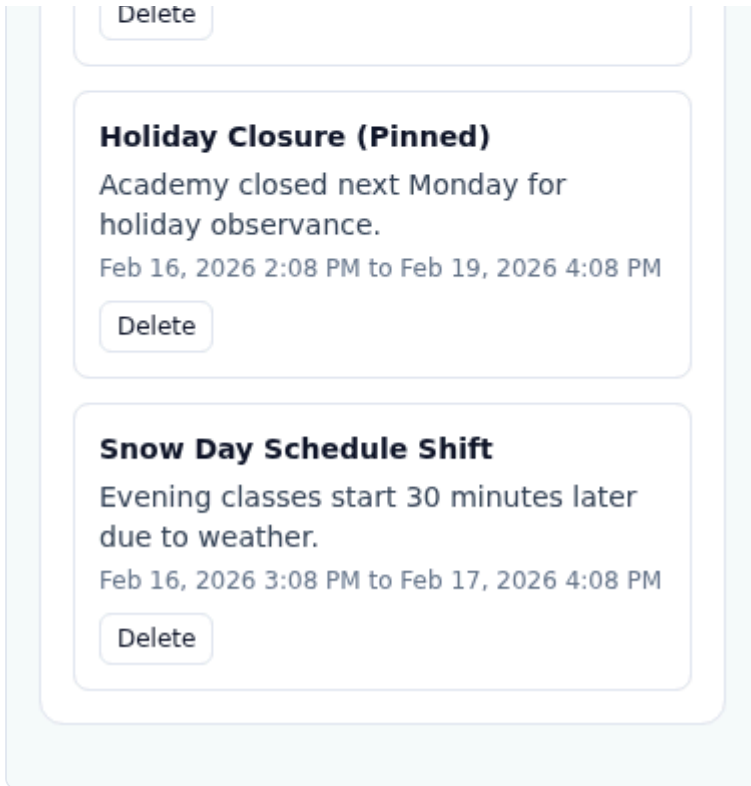 Delete
Holiday Closure (Pinned)
Academy closed next Monday for
holiday observance.
Feb 16, 2026 2:08 PM to Feb 19, 2026 4:08 PM
Delete
Snow Day Schedule Shift
Evening classes start 30 minutes later
due to weather.
Feb 16, 2026 3:08 PM to Feb 17, 2026 4:08 PM
Delete